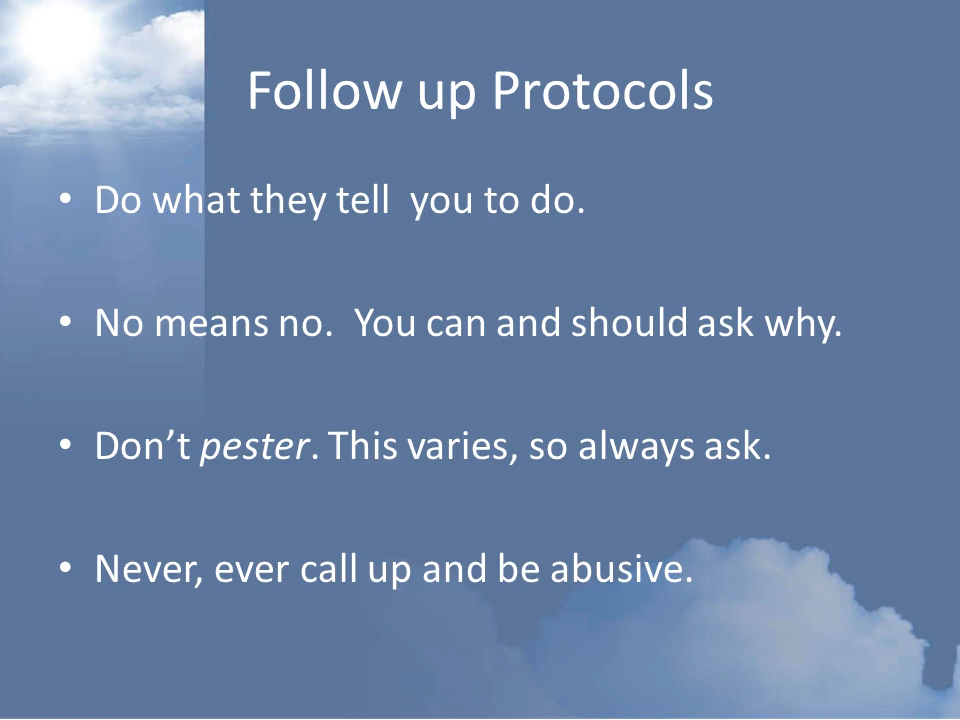 Follow up Protocols
• Do what they tell  you to do.
• No means no.  You can and should ask why.
• Don’t pester. This varies, so always ask.
• Never, ever call up and be abusive.